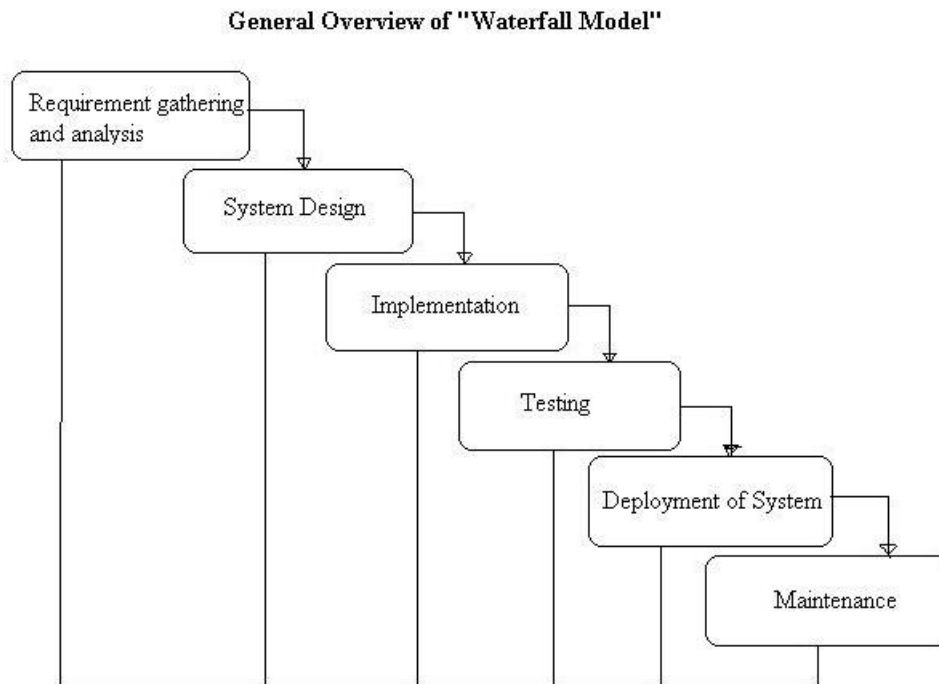 General Overview of "Waterfall Model"
Requirement gathering
and analysis
System Design
Implementation
Testing
Deployment of System
Maintenance